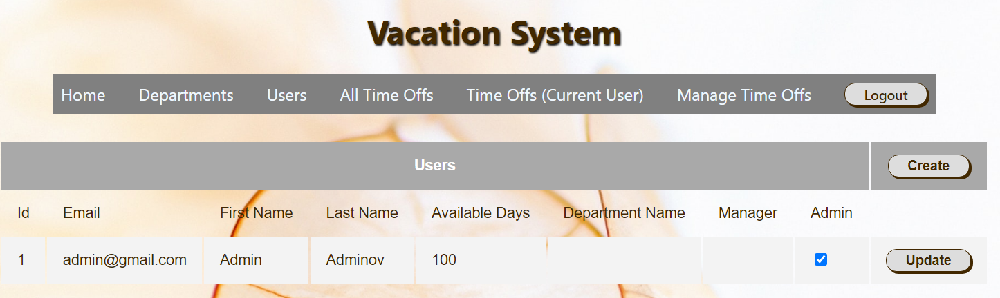 Vacation System
Home Departments Users All Time Offs Time Offs (Current User) Manage Time Offs Logout
Users Create
Id Email First Name Last Name Available Days Department Name Manager Admin
1 admin@gmail.com Admin Adminov 100 Update